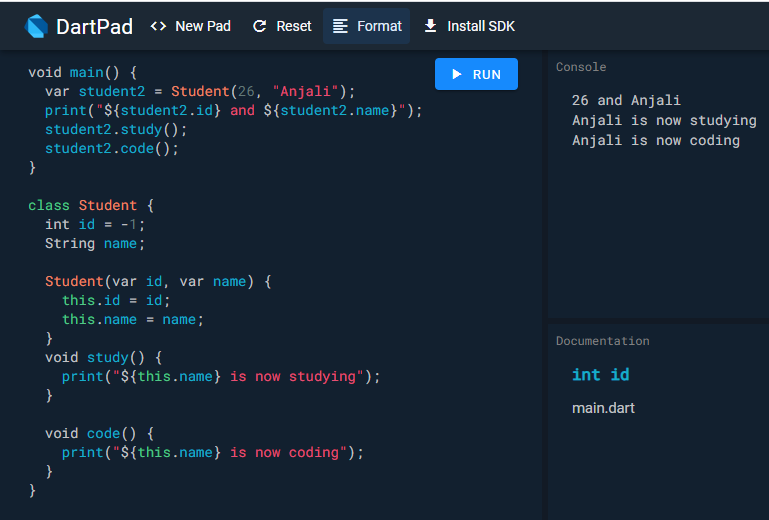 DartPad <> New Pad Reset Format Install SDK
void main() {
  var student2 = Student(26, "Anjali");
  print("${student2.id} and ${student2.name}");
  student2.study();
  student2.code();
}
class Student {
  int id = -1;
  String name;
  Student(var id, var name) {
    this.id = id;
    this.name = name;
  }
  void study() {
    print("${this.name} is now studying");
  }
  void code() {
    print("${this.name} is now coding");
  }
}
RUN
Console
26 and Anjali
Anjali is now studying
Anjali is now coding
Documentation
int id
main.dart